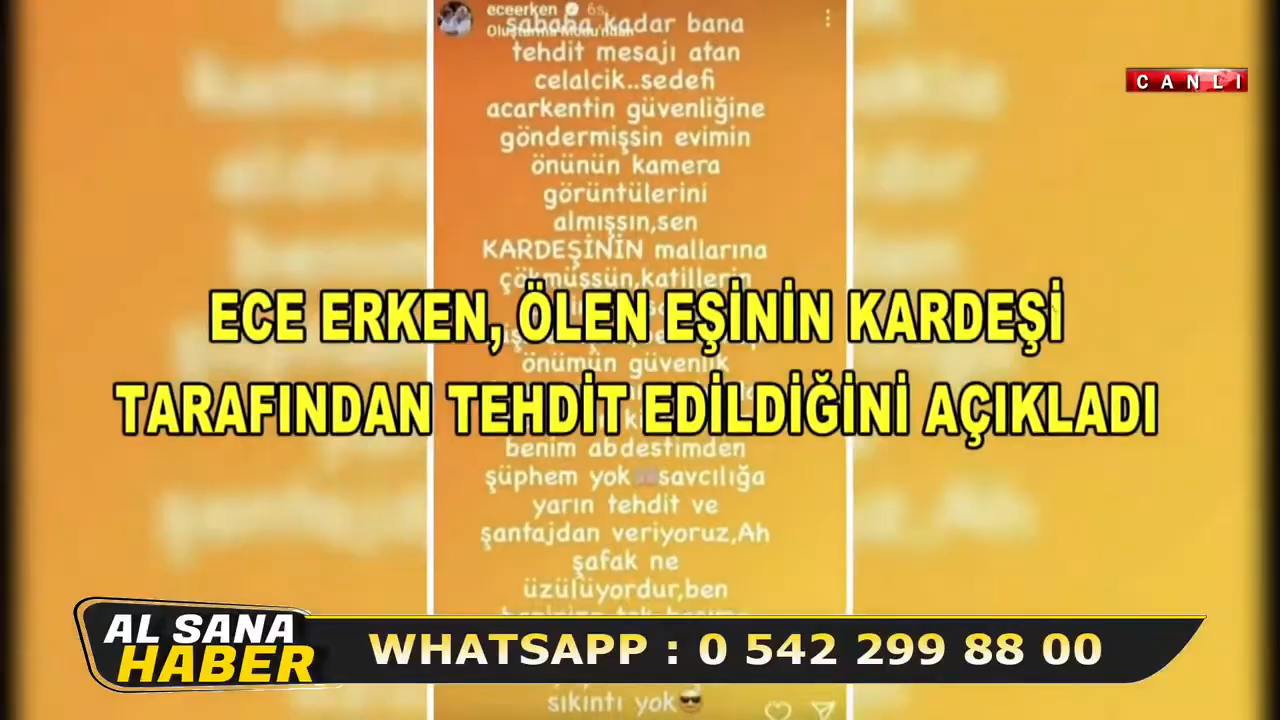 eceerken 6s
Oluşturma Modu'ndan
şabaha kadar bana
tehdit mesajı atan
celalcik..sedefi
acarkentin güvenliğine
göndermişsin evimin
önünün kamera
görüntülerini
almışsın,sen
KARDEŞİNİN mallarına
çökmüşsün,katillerin
ECE ERKEN, ÖLEN EŞİNİN KARDEŞİ
önümün güvenlik
TARAFINDAN TEHDİT EDİLDİĞİNİ AÇIKLADI
benim abdestimden
şüphem yok savcılığa
yarın tehdit ve
şantajdan veriyoruz,Ah
şafak ne
üzülüyordur,ben
sıkıntı yok
CANLI
AL SANA
HABER
WHATSAPP : 0 542 299 88 00